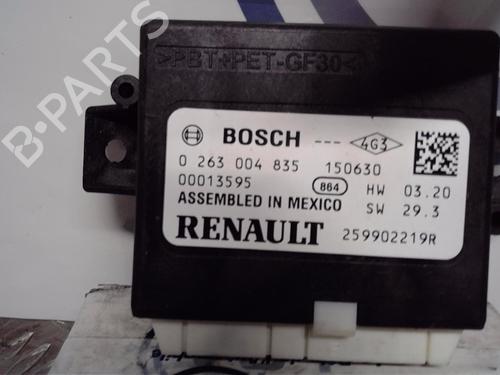 >PBT+PET-GF30<
B-PARTS
BOSCH --- 4G3
0 263 004 835 150630
00013595 864 HW 03.20
ASSEMBLED IN MEXICO SW 29.3
RENAULT 259902219R